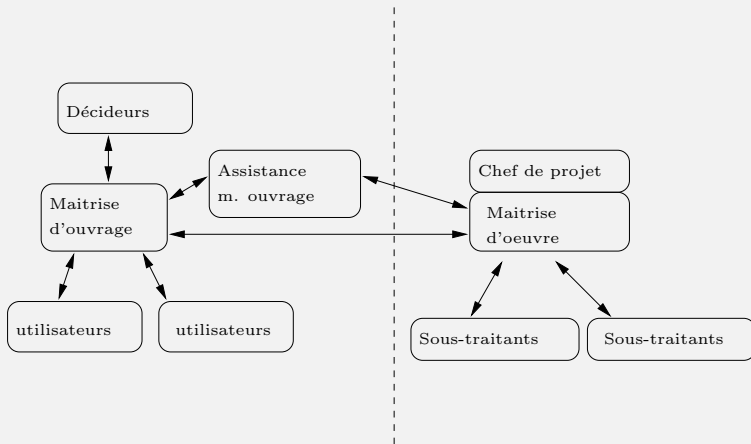 Décideurs
Assistance
m. ouvrage
Chef de projet
Maitrise
d'ouvrage
Maitrise
d'oeuvre
utilisateurs
utilisateurs
Sous-traitants
Sous-traitants